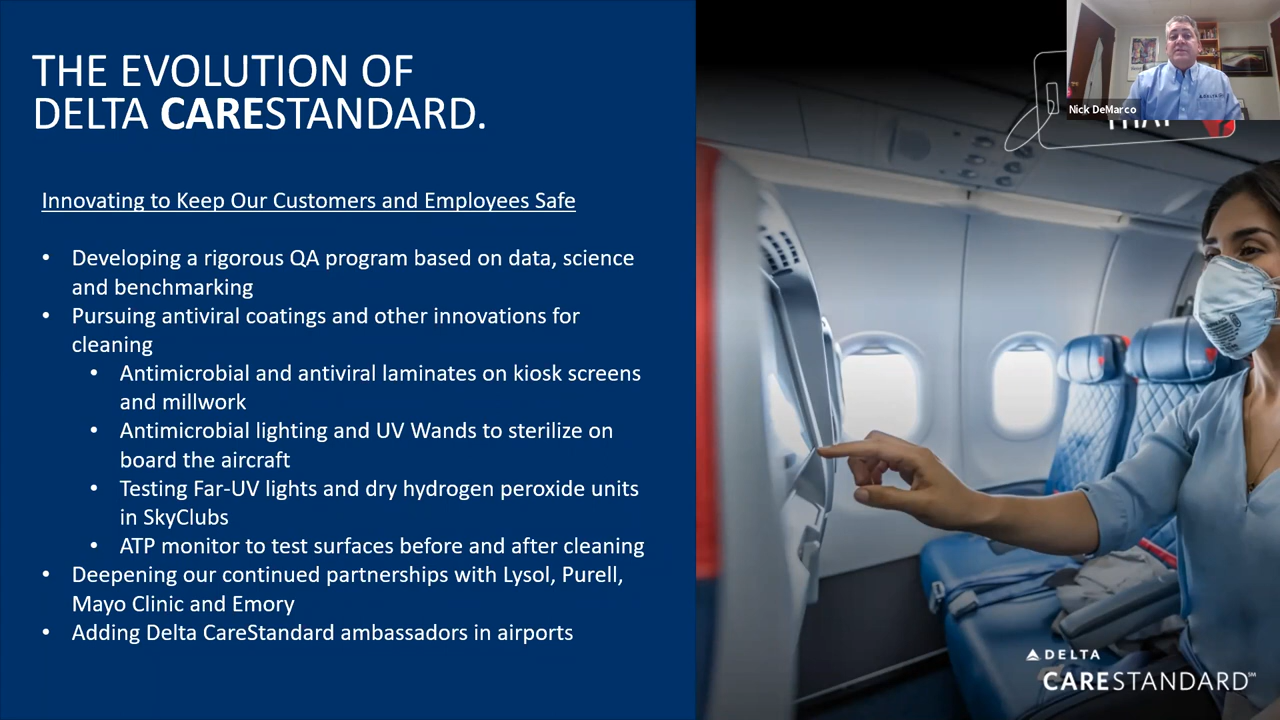 THE EVOLUTION OF
DELTA CARESTANDARD.
Innovating to Keep Our Customers and Employees Safe
• Developing a rigorous QA program based on data, science
and benchmarking
• Pursuing antiviral coatings and other innovations for
cleaning
• Antimicrobial and antiviral laminates on kiosk screens
and millwork
• Antimicrobial lighting and UV Wands to sterilize on
board the aircraft
• Testing Far-UV lights and dry hydrogen peroxide units
in SkyClubs
• ATP monitor to test surfaces before and after cleaning
• Deepening our continued partnerships with Lysol, Purell,
Mayo Clinic and Emory
• Adding Delta CareStandard ambassadors in airports
Nick DeMarco
DELTA
CARESTANDARD℠